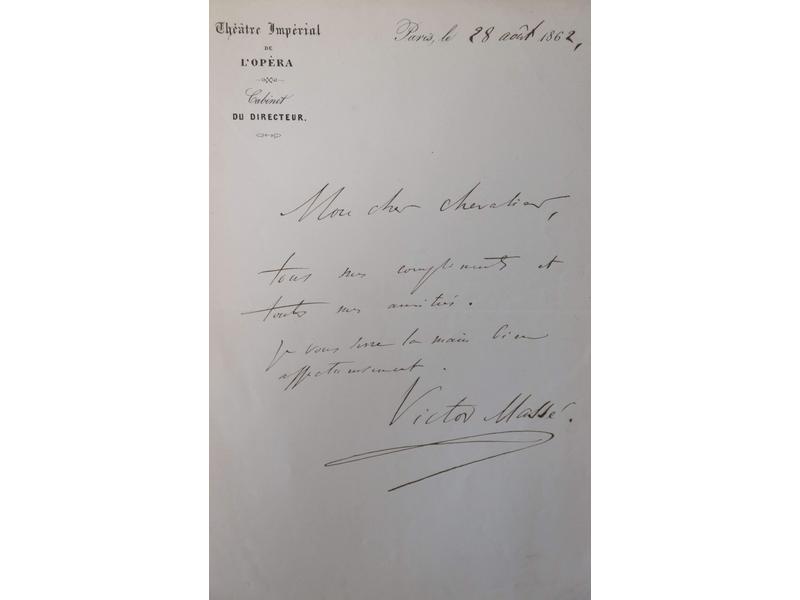 Théâtre Impérial
DE
L'OPÉRA
Cabinet
DU DIRECTEUR.
Paris, le 28 août 1862,
Mon cher Chevalier,
tous mes compliments et
toutes mes amitiés.
Je vous serre la main bien
affectueusement.
Victor Massé.